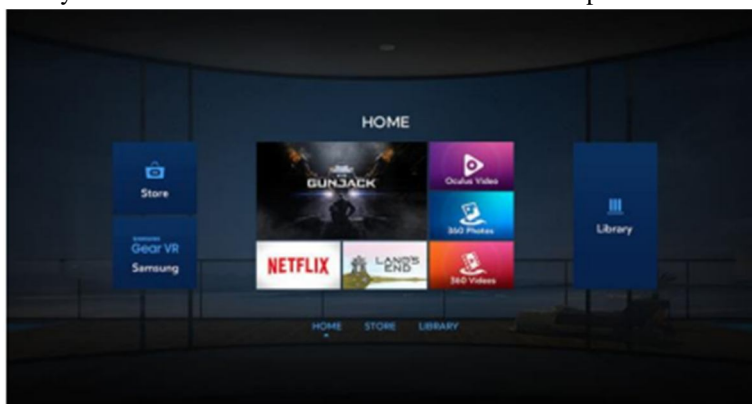 HOME
Store
SAMSUNG
Gear VR
Samsung
GUNJACK
Oculus Video
360 Photos
NETFLIX
LAND'S
END
360 Videos
Library
HOME STORE LIBRARY